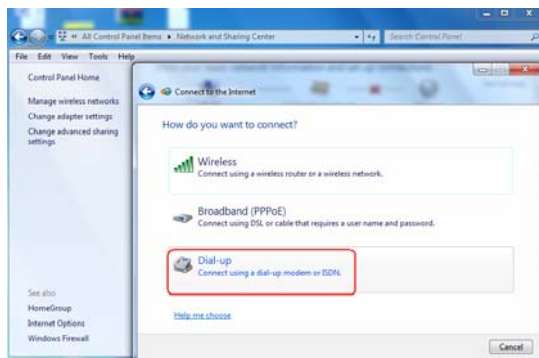 All Control Panel Items ▸ Network and Sharing Center
Search Control Panel
File Edit View Tools Help
Control Panel Home
Manage wireless networks
Change adapter settings
Change advanced sharing
settings
See also
HomeGroup
Internet Options
Windows Firewall
Connect to the Internet
How do you want to connect?
Wireless
Connect using a wireless router or a wireless network.
Broadband (PPPoE)
Connect using DSL or cable that requires a user name and password.
Dial-up
Connect using a dial-up modem or ISDN.
Help me choose
Cancel